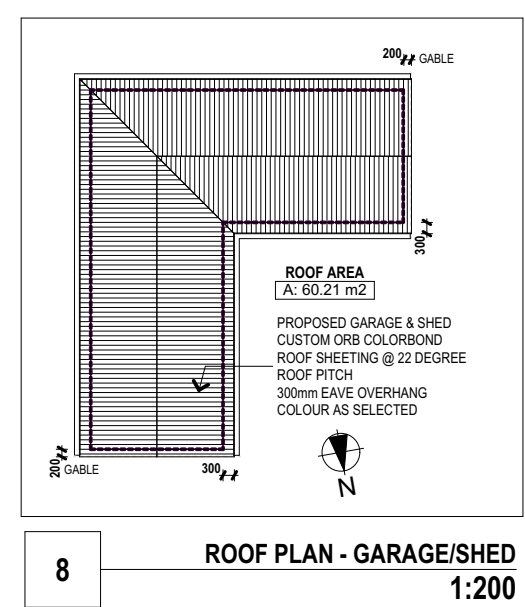 200 GABLE
300
ROOF AREA
A: 60.21 m2
PROPOSED GARAGE & SHED
CUSTOM ORB COLORBOND
ROOF SHEETING @ 22 DEGREE
ROOF PITCH
300mm EAVE OVERHANG
COLOUR AS SELECTED
200 GABLE
300
N
8
ROOF PLAN - GARAGE/SHED
1:200